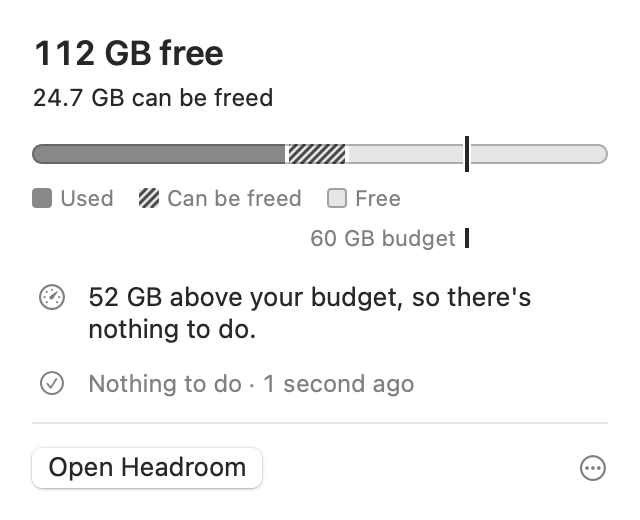 112 GB free
24.7 GB can be freed
Used Can be freed Free
60 GB budget
52 GB above your budget, so there's
nothing to do.
Nothing to do · 1 second ago
Open Headroom